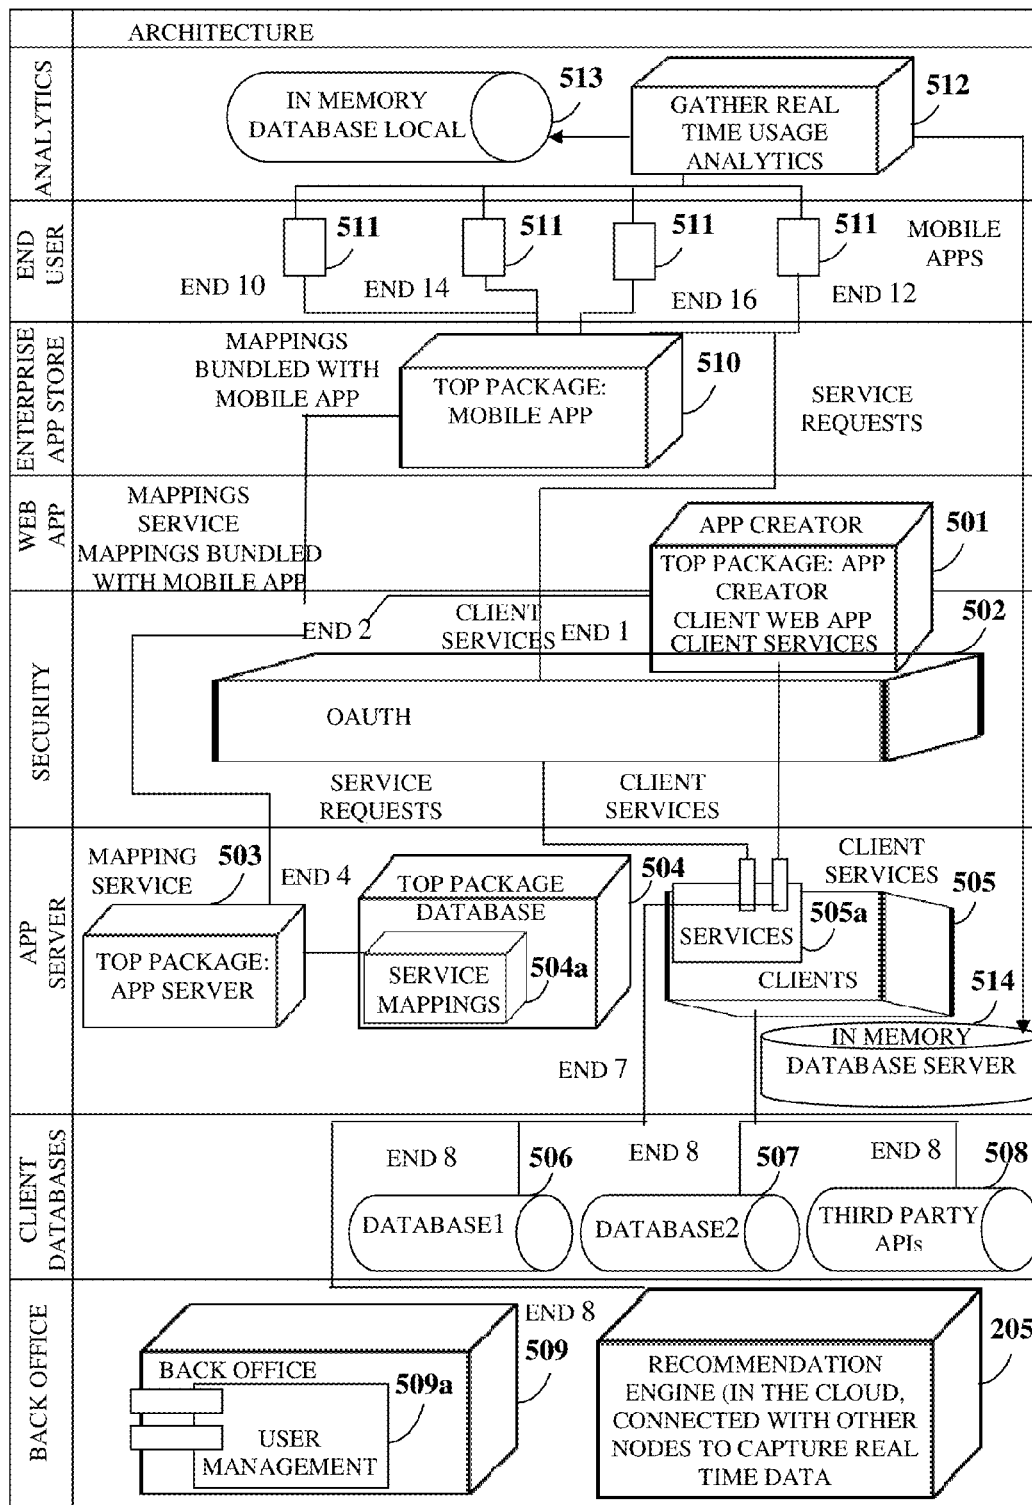 ARCHITECTURE
ANALYTICS
IN MEMORY
DATABASE LOCAL
513
GATHER REAL
TIME USAGE
ANALYTICS
512
END
USER
511
511
511
511
MOBILE
APPS
END 10
END 14
END 16
END 12
ENTERPRISE
APP STORE
MAPPINGS
BUNDLED WITH
MOBILE APP
TOP PACKAGE:
MOBILE APP
510
SERVICE
REQUESTS
WEB
APP
MAPPINGS
SERVICE
MAPPINGS BUNDLED
WITH MOBILE APP
APP CREATOR
501
TOP PACKAGE: APP
CREATOR
CLIENT WEB APP
CLIENT SERVICES
SECURITY
END 2
CLIENT
SERVICES
END 1
502
OAUTH
SERVICE
REQUESTS
CLIENT
SERVICES
APP
SERVER
MAPPING
SERVICE
503
END 4
TOP PACKAGE:
APP SERVER
TOP PACKAGE
DATABASE
504
SERVICE
MAPPINGS
504a
CLIENT
SERVICES
505
SERVICES
505a
CLIENTS
514
IN MEMORY
DATABASE SERVER
END 7
CLIENT
DATABASES
END 8
506
END 8
507
END 8
508
DATABASE1
DATABASE2
THIRD PARTY
APIs
BACK OFFICE
END 8
509
BACK OFFICE
509a
USER
MANAGEMENT
205
RECOMMENDATION
ENGINE (IN THE CLOUD,
CONNECTED WITH OTHER
NODES TO CAPTURE REAL
TIME DATA